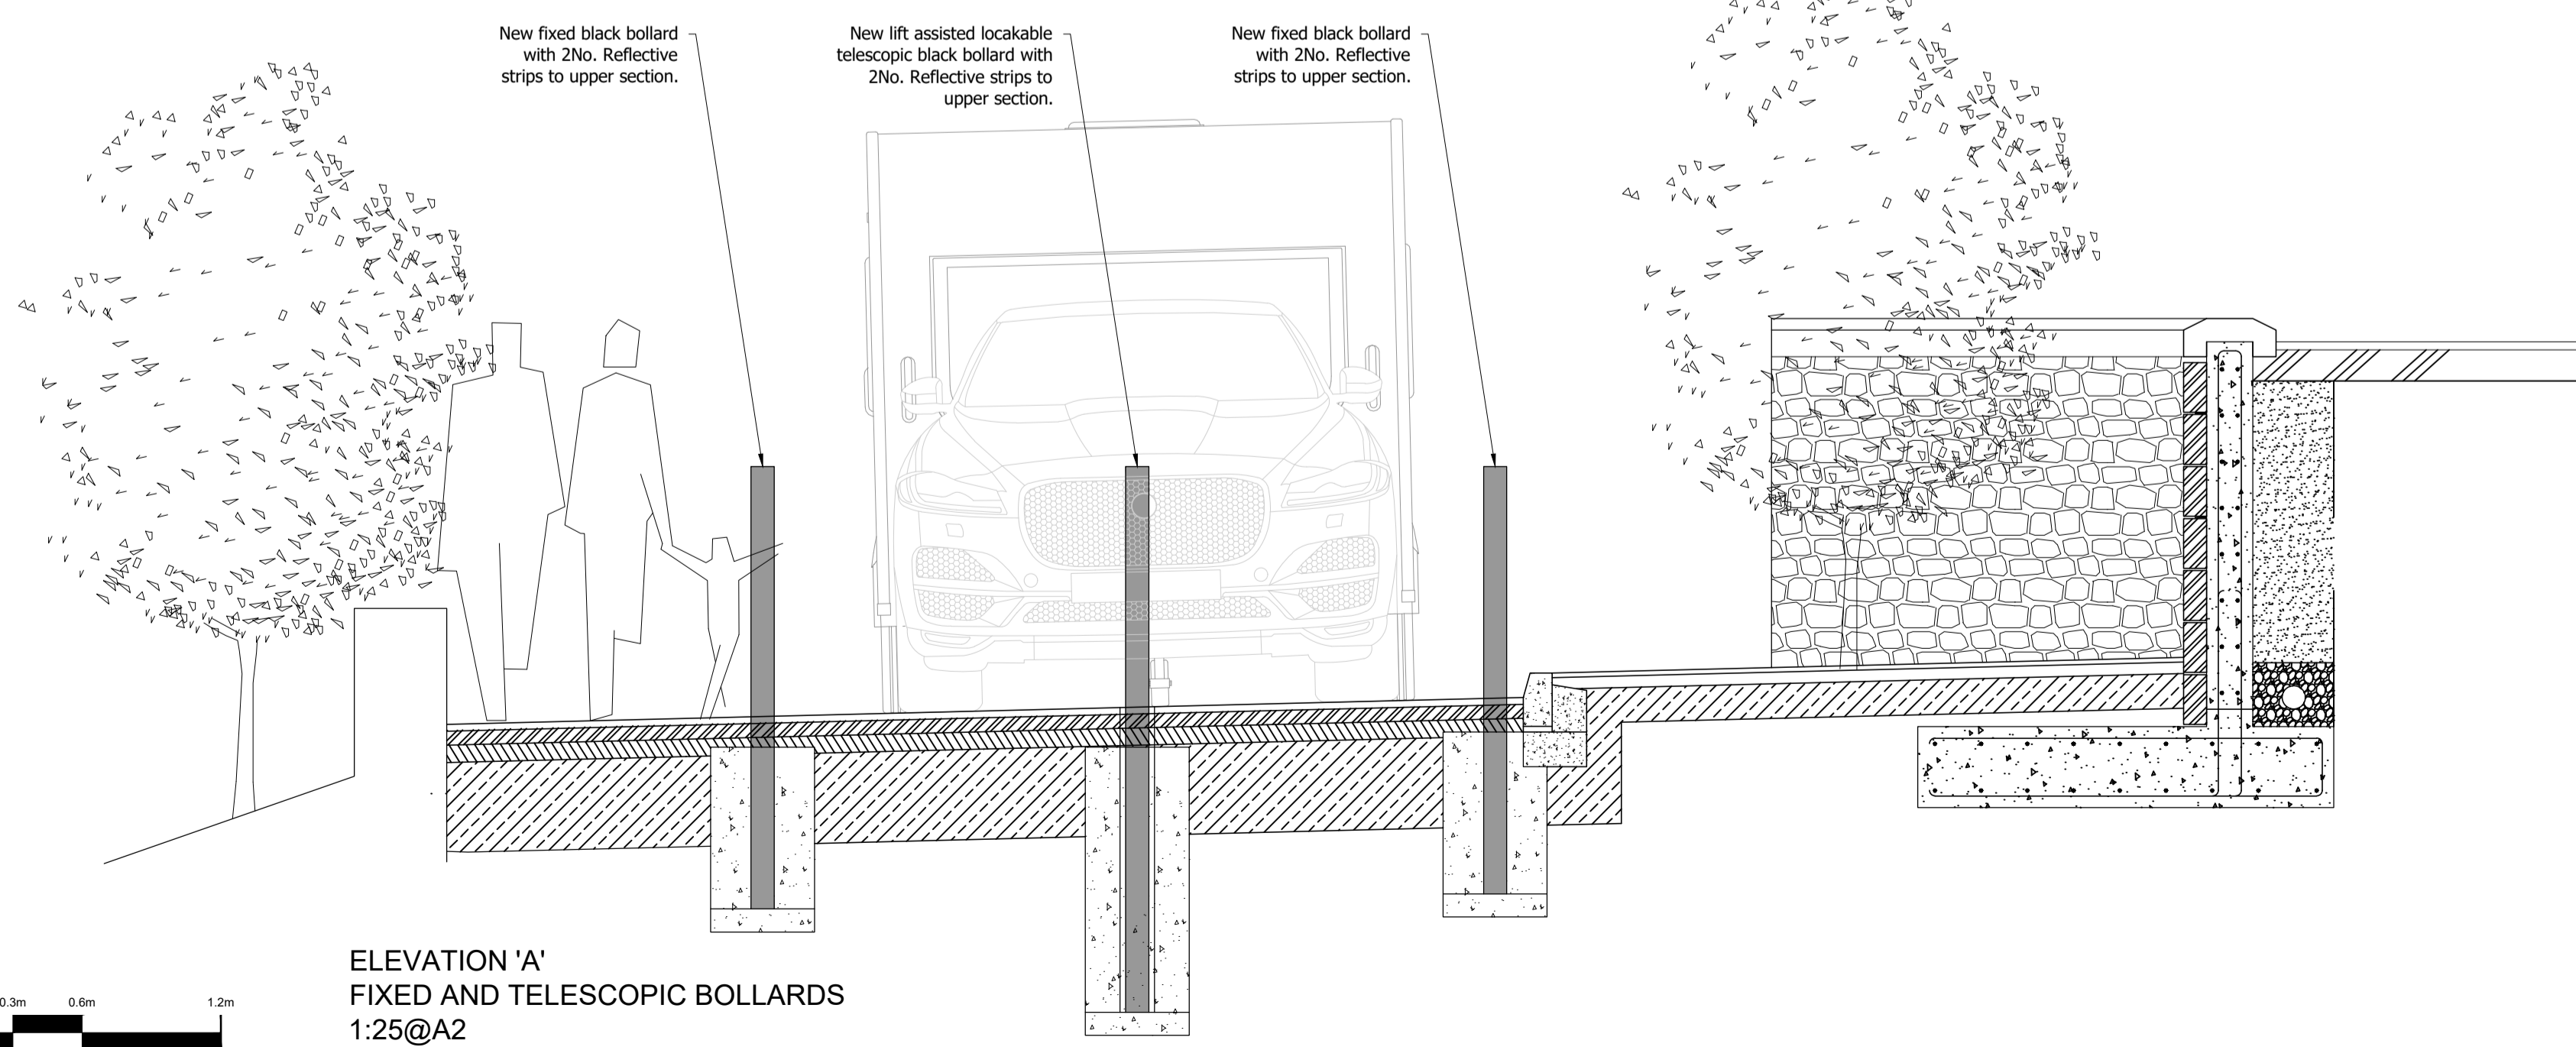 New fixed black bollard
with 2No. Reflective
strips to upper section.
New lift assisted locakable
telescopic black bollard with
2No. Reflective strips to
upper section.
New fixed black bollard
with 2No. Reflective
strips to upper section.
ELEVATION 'A'
FIXED AND TELESCOPIC BOLLARDS
1:25@A2
0.3m 0.6m 1.2m